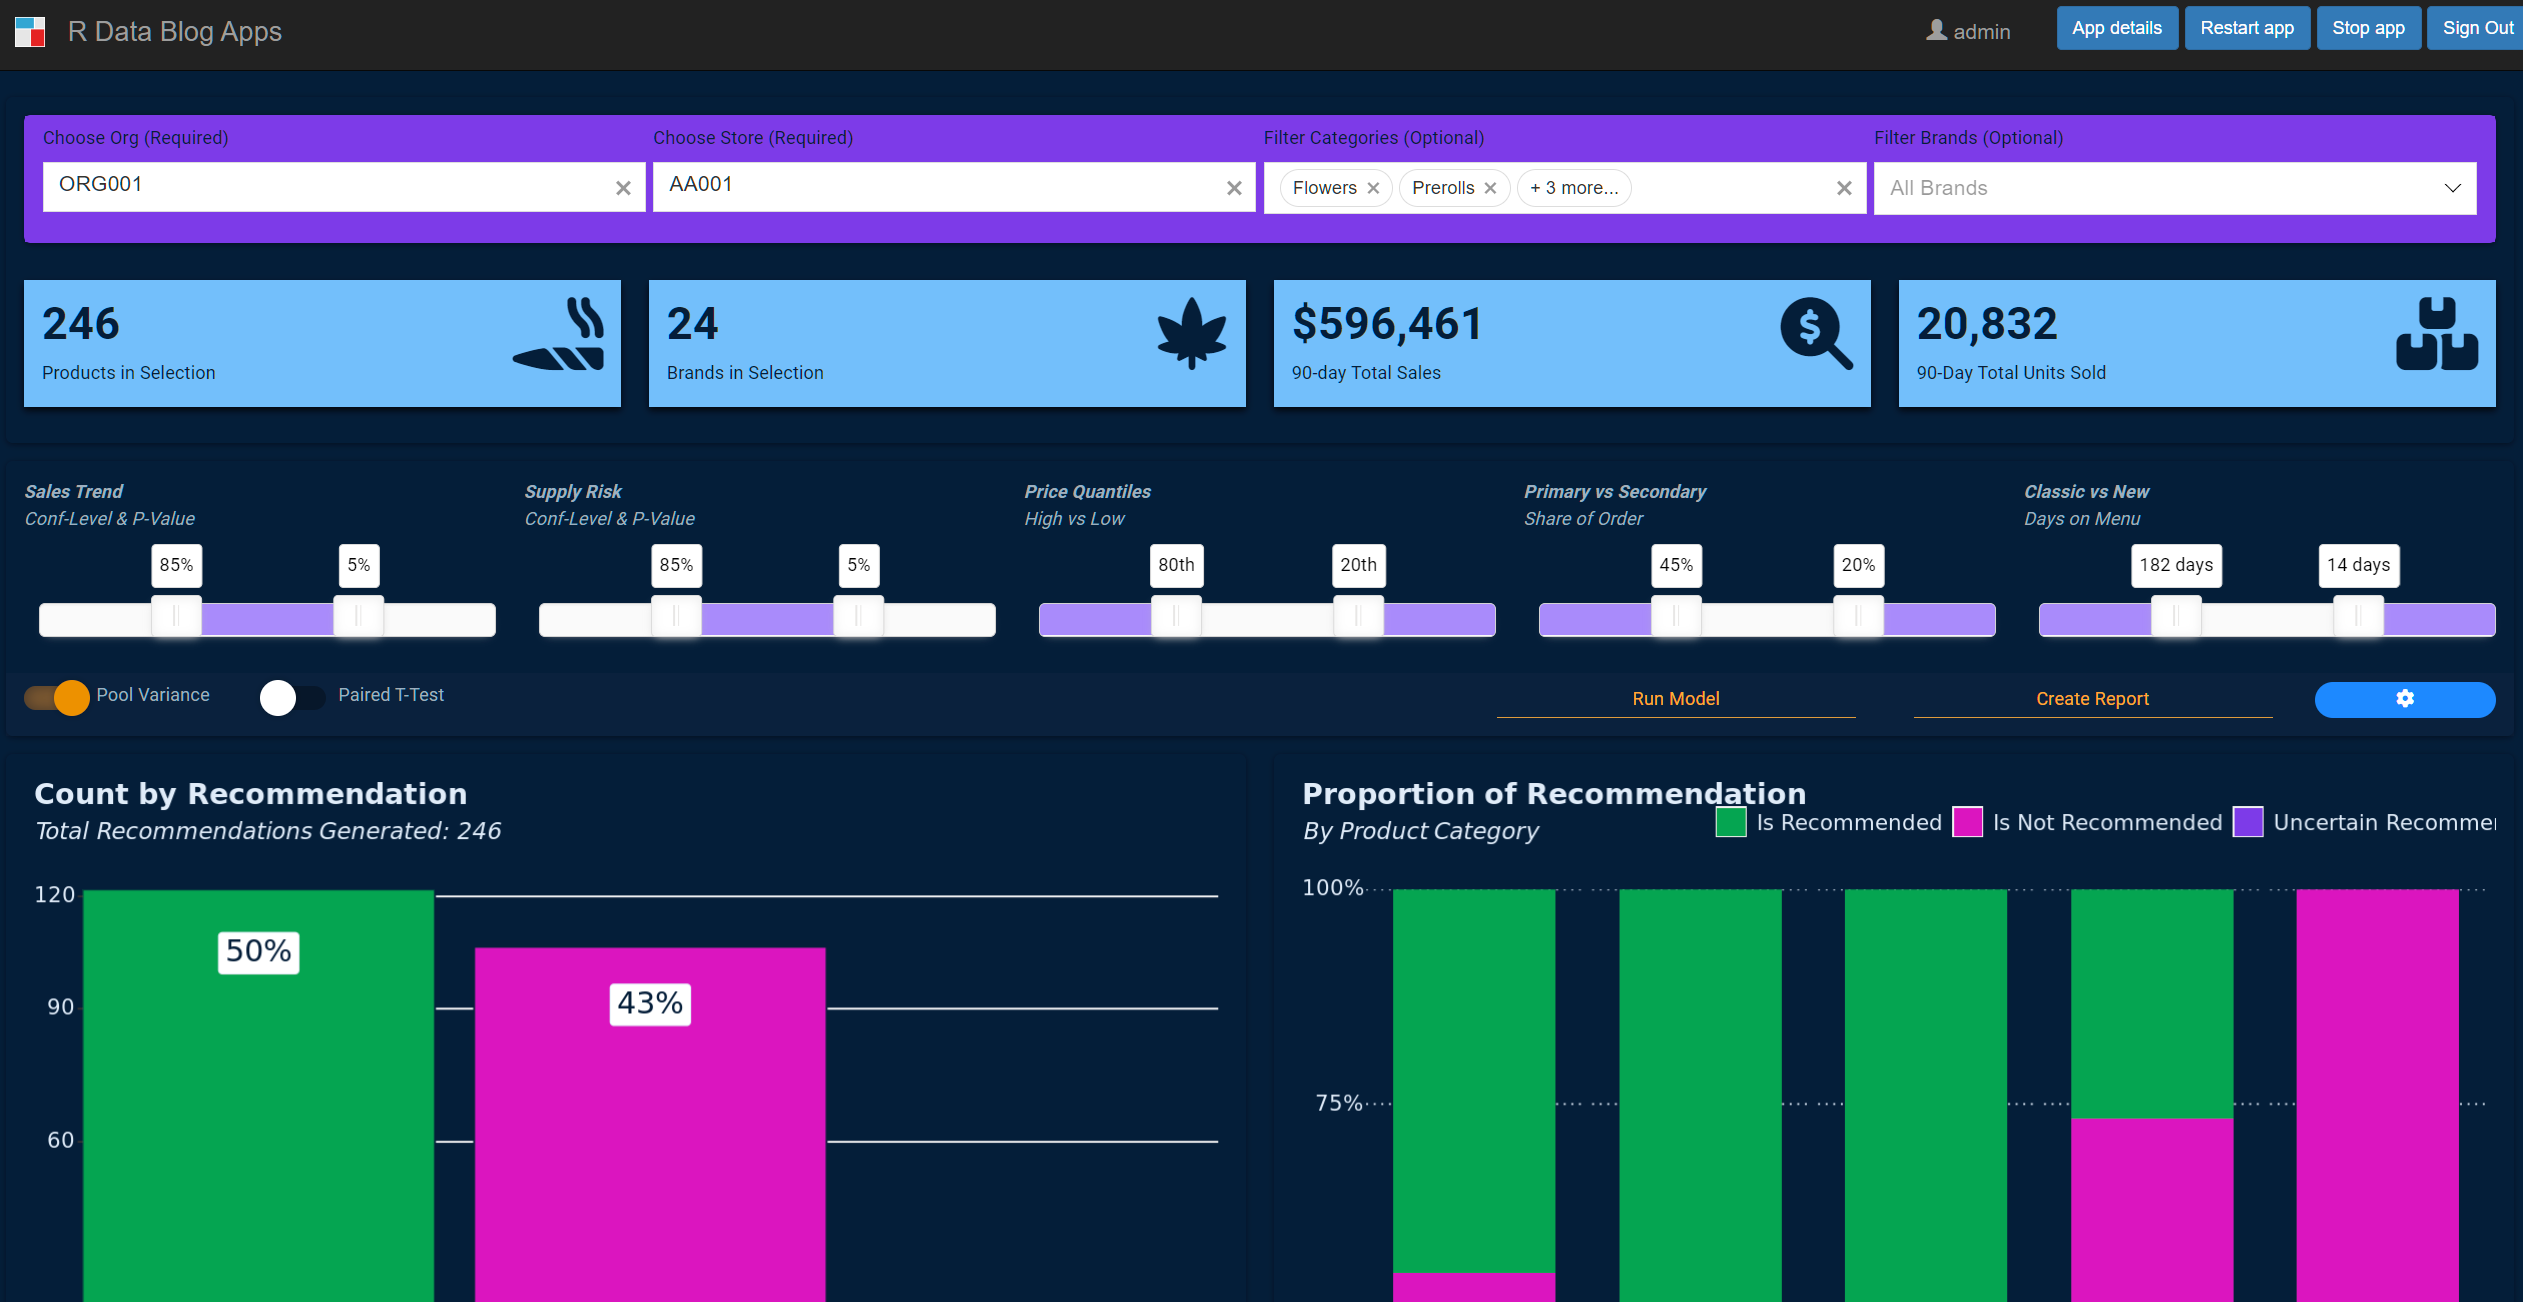 R Data Blog Apps
admin
App details
Restart app
Stop app
Sign Out
Choose Org (Required)
Choose Store (Required)
Filter Categories (Optional)
Filter Brands (Optional)
ORG001
AA001
Flowers
Prerolls
+ 3 more...
All Brands
246
Products in Selection
24
Brands in Selection
$596,461
90-day Total Sales
20,832
90-Day Total Units Sold
Sales Trend
Conf-Level & P-Value
85%
5%
Supply Risk
Conf-Level & P-Value
85%
5%
Price Quantiles
High vs Low
80th
20th
Primary vs Secondary
Share of Order
45%
20%
Classic vs New
Days on Menu
182 days
14 days
Pool Variance
Paired T-Test
Run Model
Create Report
Count by Recommendation
Total Recommendations Generated: 246
120
90
60
50%
43%
Proportion of Recommendation
By Product Category
Is Recommended
Is Not Recommended
Uncertain
100%
75%